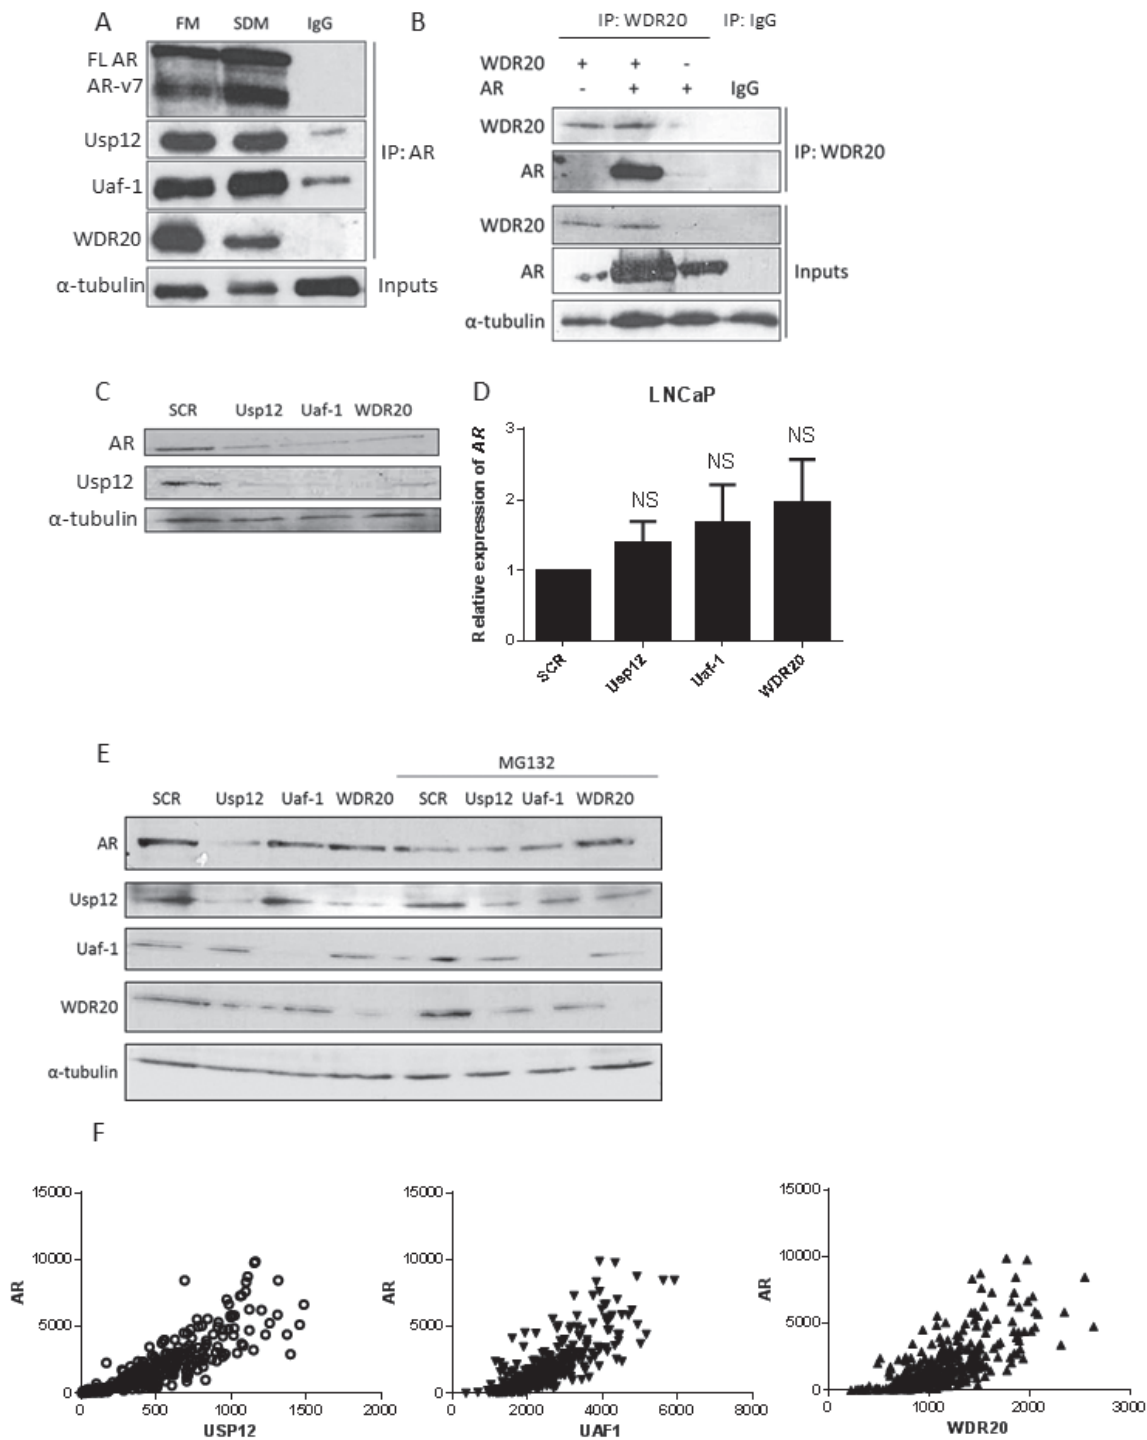 A
FM SDM IgG
FL AR
AR-v7
Usp12
Uaf-1
WDR20
α-tubulin
IP: AR
Inputs
B
IP: WDR20 IP: IgG
WDR20 + + -
AR - + + IgG
WDR20
AR
IP: WDR20
WDR20
AR
α-tubulin
Inputs
C
SCR Usp12 Uaf-1 WDR20
AR
Usp12
α-tubulin
D
LNCaP
Relative expression of AR
3
2
1
0
NS
NS
NS
SCR Usp12 Uaf-1 WDR20
E
MG132
SCR Usp12 Uaf-1 WDR20 SCR Usp12 Uaf-1 WDR20
AR
Usp12
Uaf-1
WDR20
α-tubulin
F
AR
15000
10000
5000
0
0 500 1000 1500 2000
USP12
AR
15000
10000
5000
0
0 2000 4000 6000 8000
UAF1
AR
15000
10000
5000
0
0 1000 2000 3000
WDR20